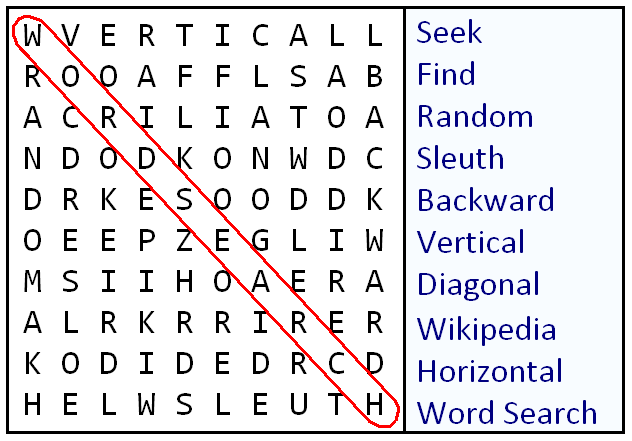 W V E R T I C A L L
R O O A F F L S A B
A C R I L I A T O A
N D O D K O N W D C
D R K E S O O D D K
O E E P Z E G L I W
M S I I H O A E R A
A L R K R R I R E R
K O D I D E D R C D
H E L W S L E U T H
Seek
Find
Random
Sleuth
Backward
Vertical
Diagonal
Wikipedia
Horizontal
Word Search